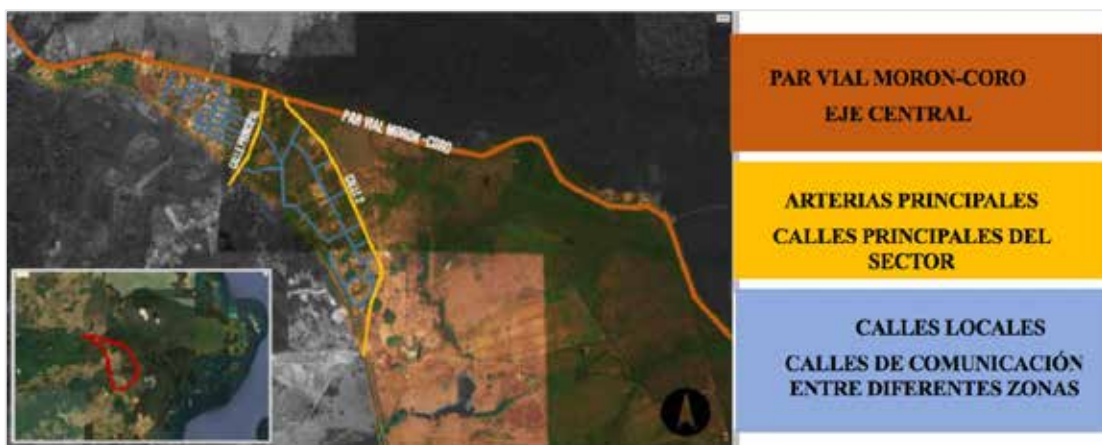 PAR VIAL MORON-CORO
EJE CENTRAL
ARTERIAS PRINCIPALES
CALLES PRINCIPALES DEL
SECTOR
CALLES LOCALES
CALLES DE COMUNICACIÓN
ENTRE DIFERENTES ZONAS
PAR VIAL MORON -CORO
CALLE PRINCIPAL
CALLE 2